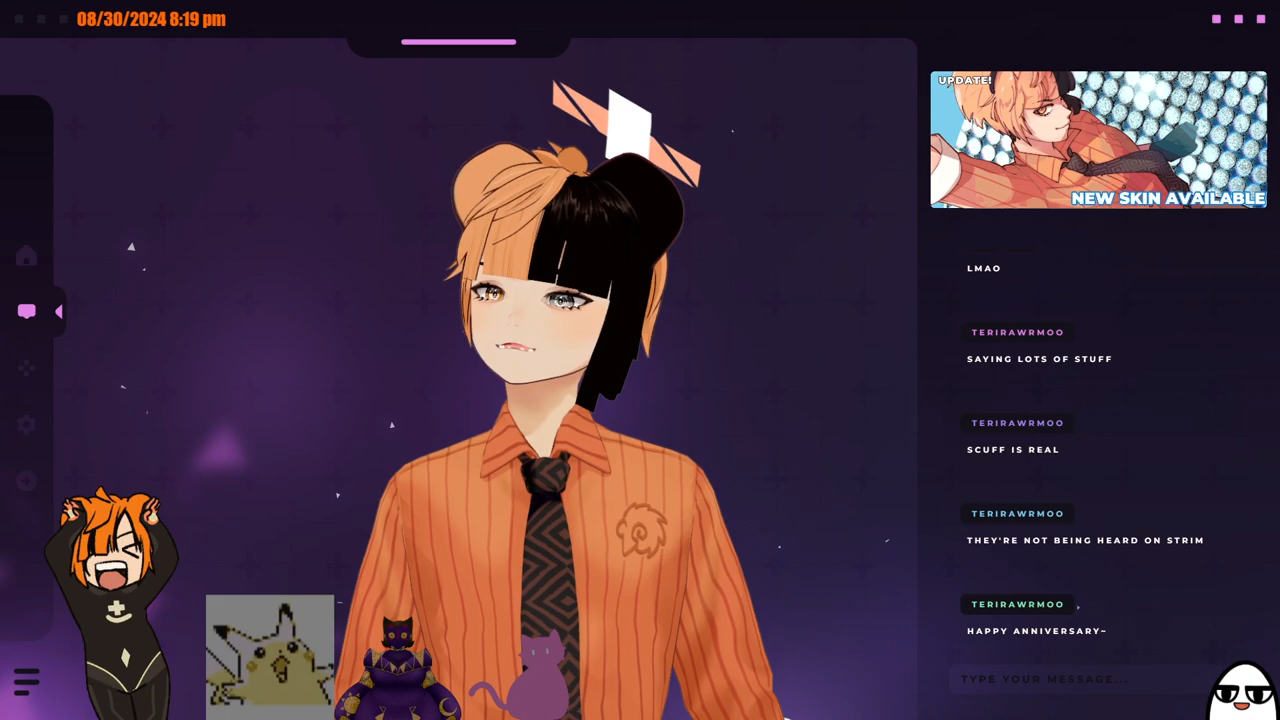 08/30/2024 8:19 pm
UPDATE!
NEW SKIN AVAILABLE
LMAO
TERIRAWRMOO
SAYING LOTS OF STUFF
TERIRAWRMOO
SCUFF IS REAL
TERIRAWRMOO
THEY'RE NOT BEING HEARD ON STRIM
TERIRAWRMOO
HAPPY ANNIVERSARY~
TYPE YOUR MESSAGE...